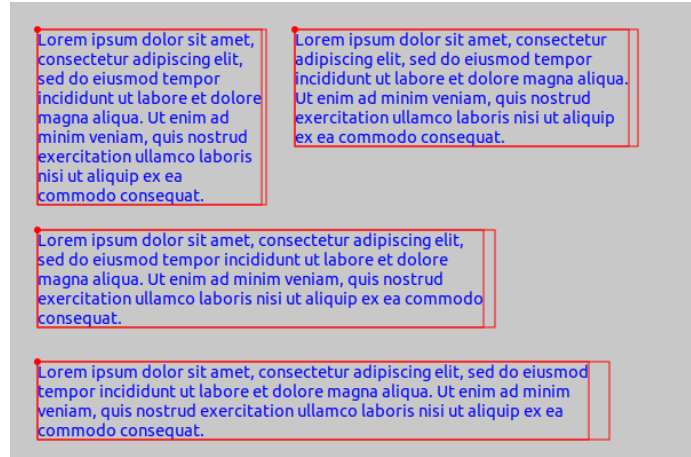 Lorem ipsum dolor sit amet,
consectetur adipiscing elit,
sed do eiusmod tempor
incididunt ut labore et dolore
magna aliqua. Ut enim ad
minim veniam, quis nostrud
exercitation ullamco laboris
nisi ut aliquip ex ea
commodo consequat.
Lorem ipsum dolor sit amet, consectetur
adipiscing elit, sed do eiusmod tempor
incididunt ut labore et dolore magna aliqua.
Ut enim ad minim veniam, quis nostrud
exercitation ullamco laboris nisi ut aliquip
ex ea commodo consequat.
Lorem ipsum dolor sit amet, consectetur adipiscing elit,
sed do eiusmod tempor incididunt ut labore et dolore
magna aliqua. Ut enim ad minim veniam, quis nostrud
exercitation ullamco laboris nisi ut aliquip ex ea commodo
consequat.
Lorem ipsum dolor sit amet, consectetur adipiscing elit, sed do eiusmod
tempor incididunt ut labore et dolore magna aliqua. Ut enim ad minim
veniam, quis nostrud exercitation ullamco laboris nisi ut aliquip ex ea
commodo consequat.